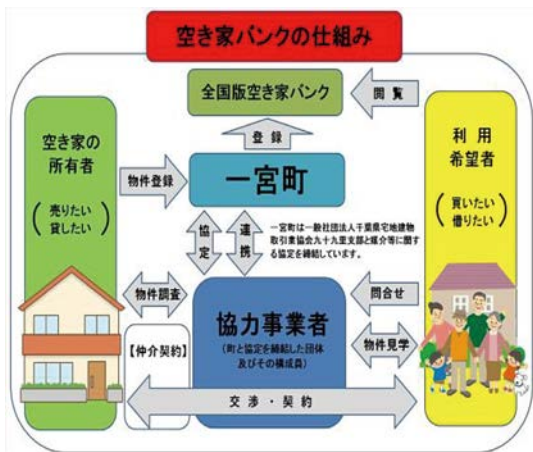 空き家バンクの仕組み
全国版空き家バンク
閲覧
登録
空き家の
所有者
(売りたい
貸したい)
物件登録
一宮町
利用
希望者
(買いたい
借りたい)
協定
連携
一宮町は一般社団法人千葉県宅地建物
取引業協会九十九里支部と媒介等に関す
る協定を締結しています。
物件調査
【仲介契約】
協力事業者
(町と協定を締結した団体
及びその構成員)
問合せ
物件見学
交渉・契約